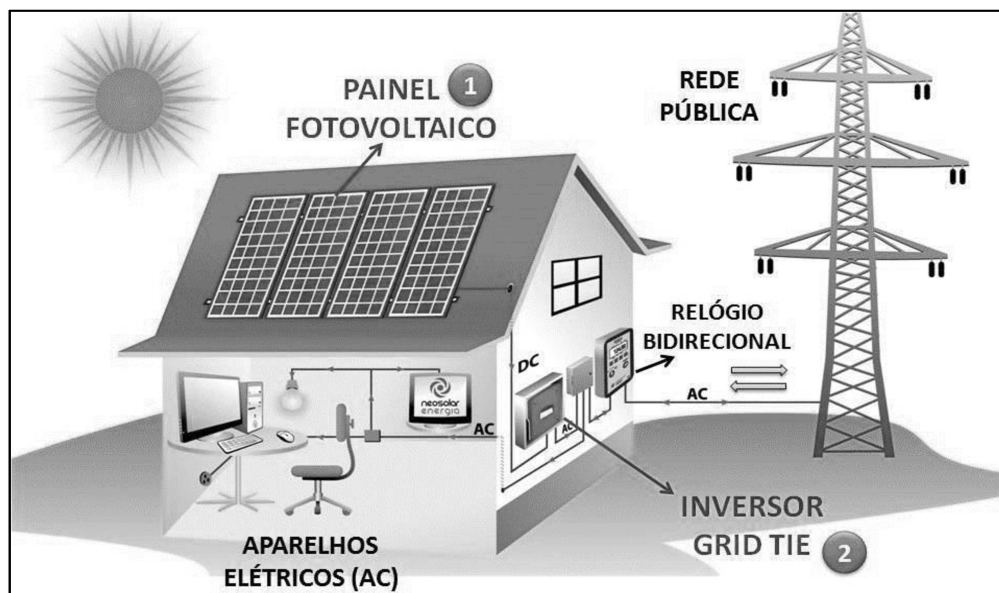 PAINEL 1
FOTOVOLTAICO
REDE
PÚBLICA
RELÓGIO
BIDIRECIONAL
DC
AC
AC
AC
neosolar
energia
INVERSOR
GRID TIE 2
APARELHOS
ELÉTRICOS (AC)